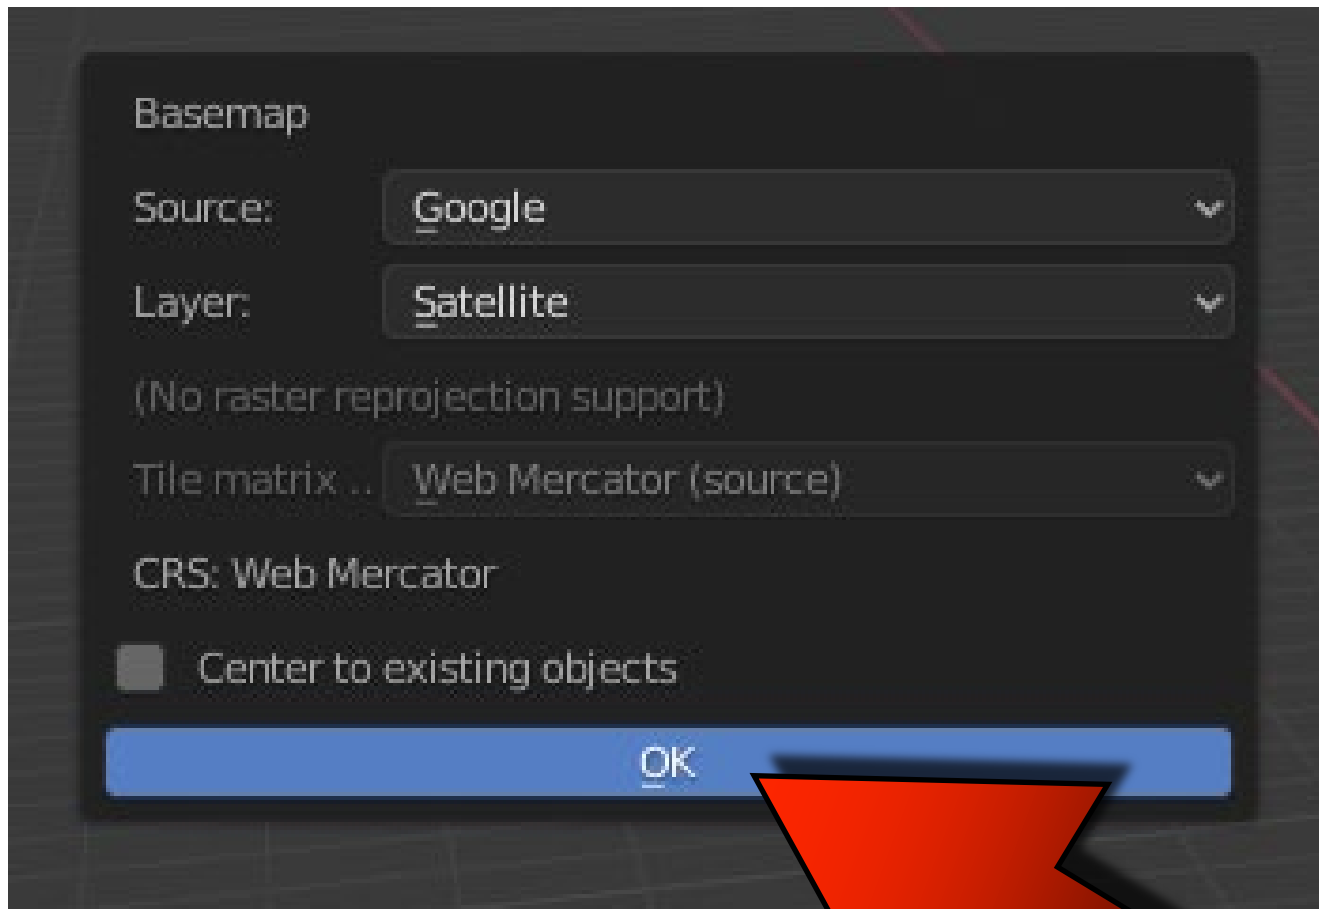 Basemap
Source: Google
Layer: Satellite
(No raster reprojection support)
Tile matrix .. Web Mercator (source)
CRS: Web Mercator
Center to existing objects
OK